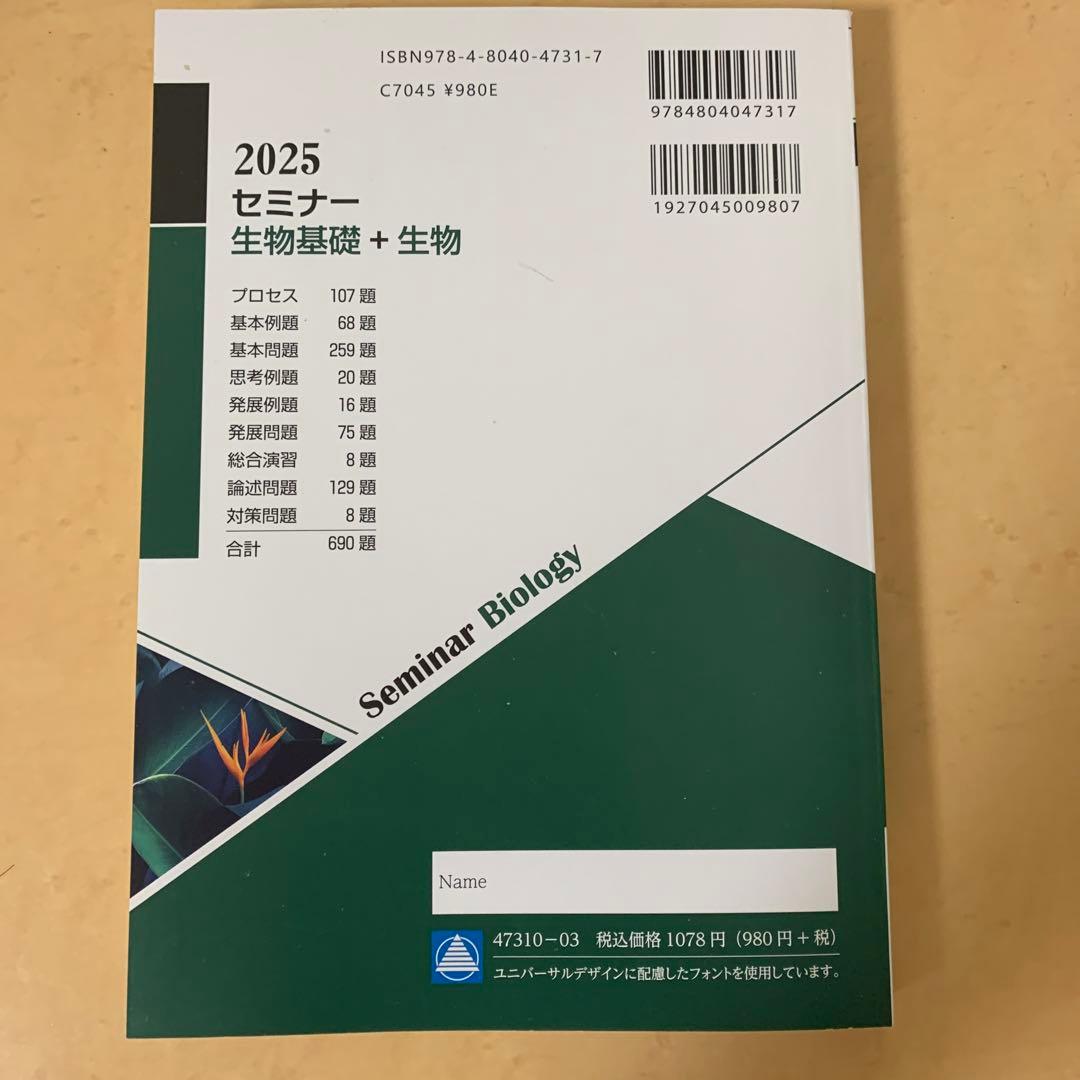 ISBN978-4-8040-4731-7
C7045 ¥980E
9784804047317
1927045009807
2025
セミナー
生物基礎 + 生物
プロセス 107 題
基本例題 68 題
基本問題 259 題
思考例題 20 題
発展例題 16 題
発展問題 75 題
総合演習 8 題
論述問題 129 題
対策問題 8 題
合計 690 題
Seminar Biology
Name
47310-03 税込価格 1078 円（980 円 + 税）
ユニバーサルデザインに配慮したフォントを使用しています。